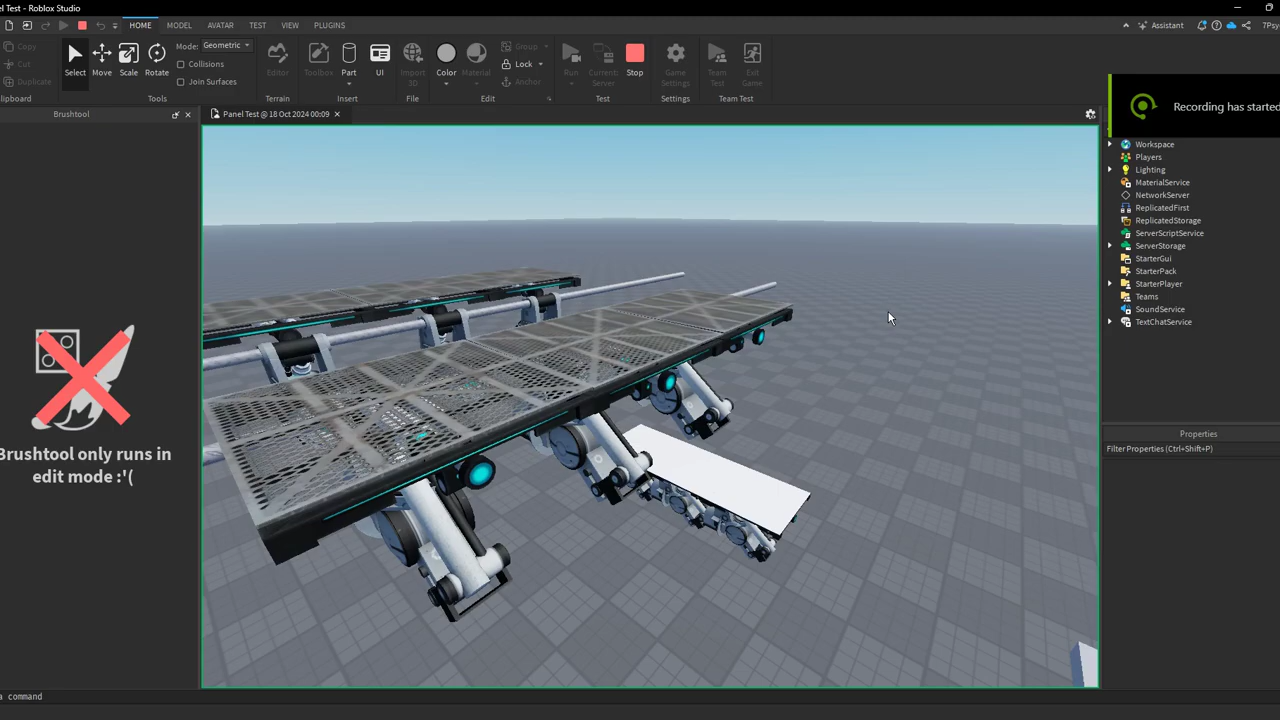 el Test - Roblox Studio
HOME MODEL AVATAR TEST VIEW PLUGINS
Assistant 7Psy
Copy
Cut
Duplicate
lipboard
Select Move Scale Rotate
Mode: Geometric
Collisions
Join Surfaces
Tools
Editor
Terrain
Toolbox Part UI
Insert
Import
3D
File
Color Material
Group
Lock
Anchor
Edit
Run Current:
Server
Stop
Test
Game
Settings
Settings
Team
Test
Exit
Game
Team Test
Brushtool
Panel Test @ 18 Oct 2024 00:09
Recording has started
Workspace
Players
Lighting
MaterialService
NetworkServer
ReplicatedFirst
ReplicatedStorage
ServerScriptService
ServerStorage
StarterGui
StarterPack
StarterPlayer
Teams
SoundService
TextChatService
Properties
Filter Properties (Ctrl+Shift+P)
Brushtool only runs in
edit mode :'(
a command